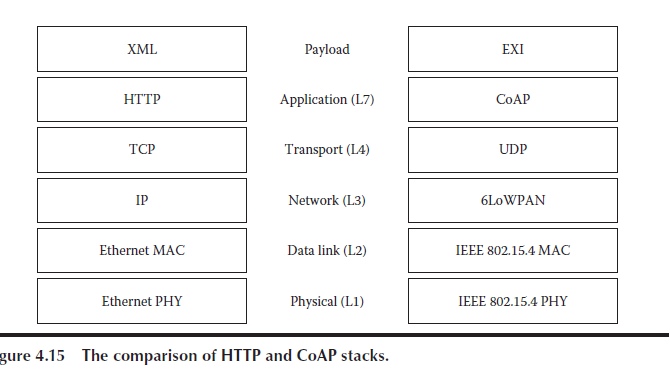 XML Payload EXI
HTTP Application (L7) CoAP
TCP Transport (L4) UDP
IP Network (L3) 6LoWPAN
Ethernet MAC Data link (L2) IEEE 802.15.4 MAC
Ethernet PHY Physical (L1) IEEE 802.15.4 PHY
gure 4.15 The comparison of HTTP and CoAP stacks.